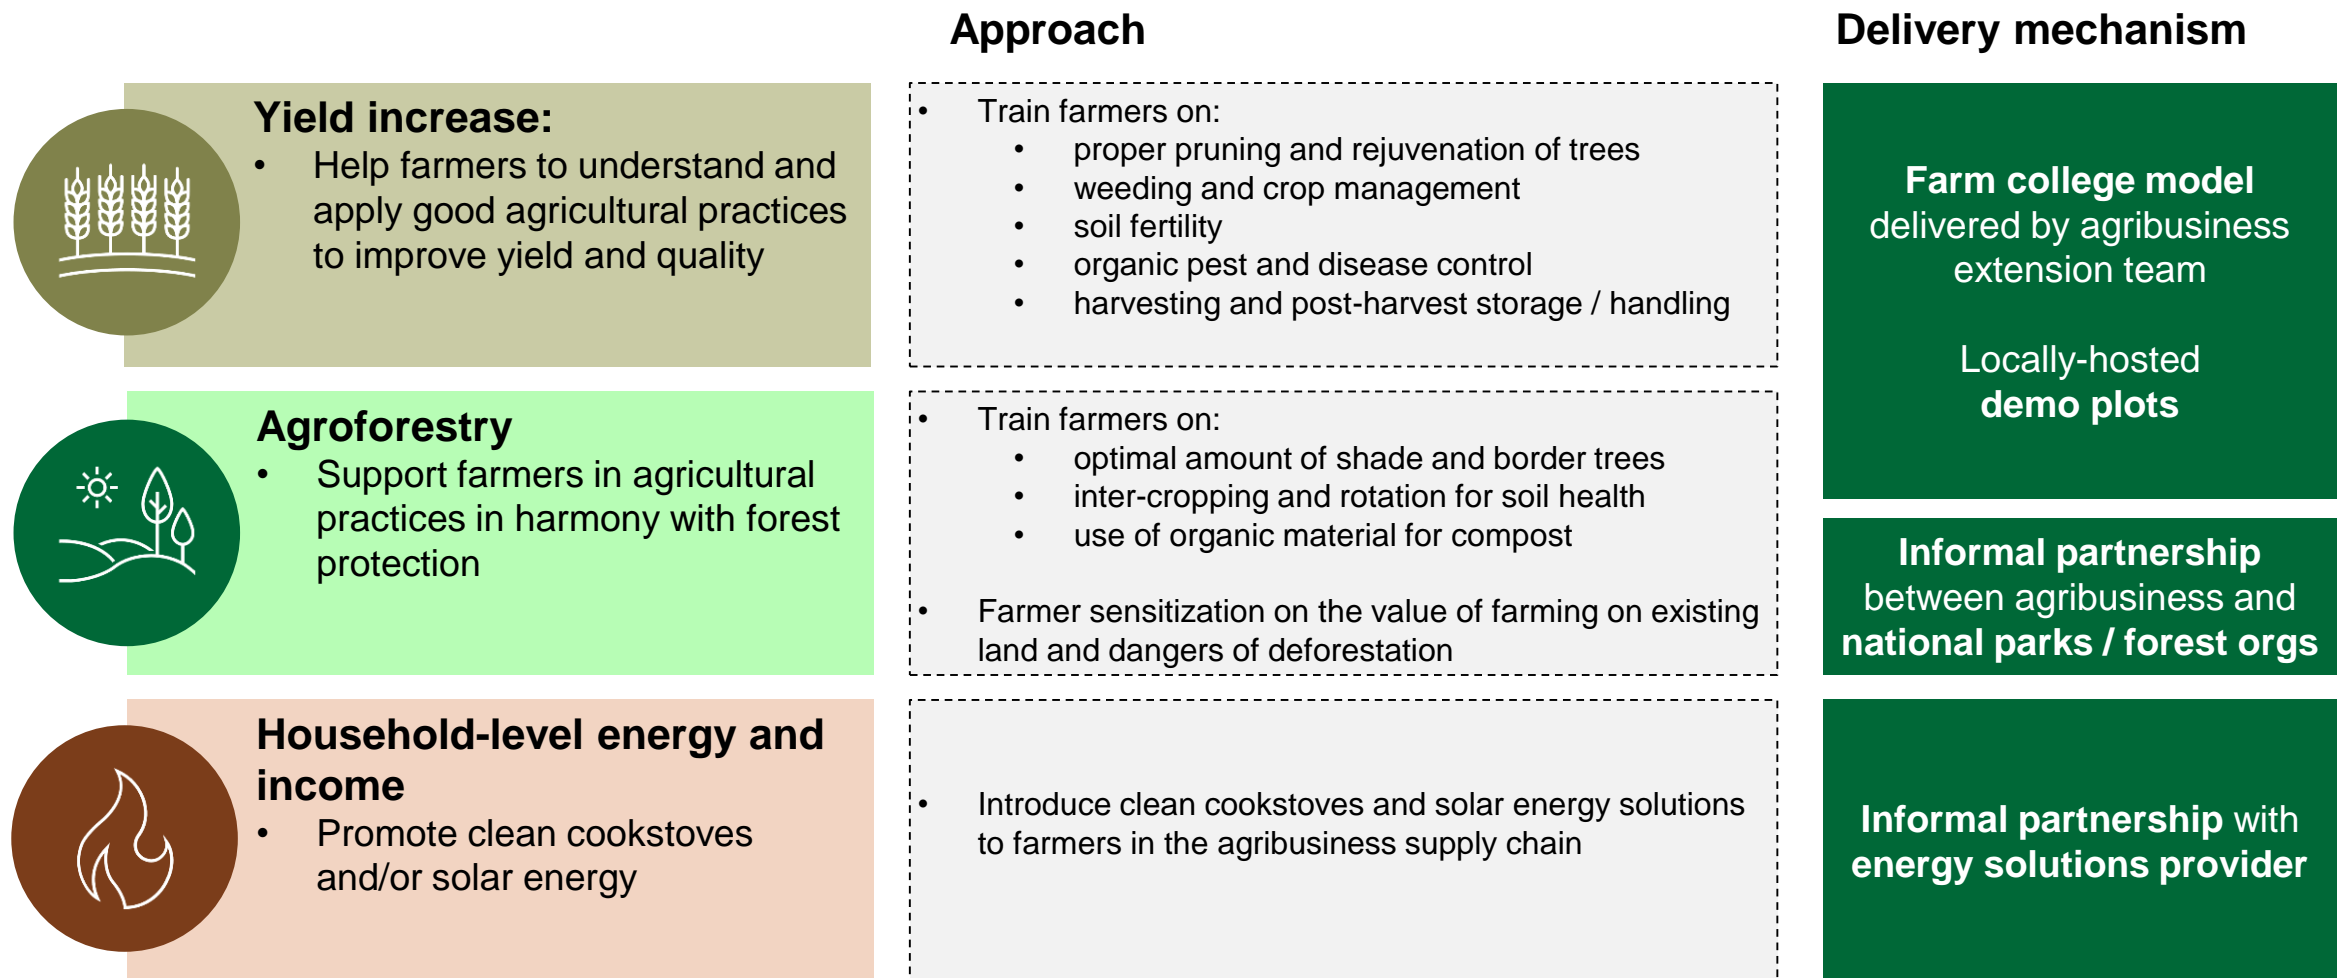 Approach
Delivery mechanism
Yield increase:
• Help farmers to understand and
apply good agricultural practices
to improve yield and quality
• Train farmers on:
• proper pruning and rejuvenation of trees
• weeding and crop management
• soil fertility
• organic pest and disease control
• harvesting and post-harvest storage / handling
Farm college model
delivered by agribusiness
extension team
Locally-hosted
demo plots
Agroforestry
• Support farmers in agricultural
practices in harmony with forest
protection
• Train farmers on:
• optimal amount of shade and border trees
• inter-cropping and rotation for soil health
• use of organic material for compost
• Farmer sensitization on the value of farming on existing
land and dangers of deforestation
Informal partnership
between agribusiness and
national parks / forest orgs
Household-level energy and
income
• Promote clean cookstoves
and/or solar energy
• Introduce clean cookstoves and solar energy solutions
to farmers in the agribusiness supply chain
Informal partnership with
energy solutions provider